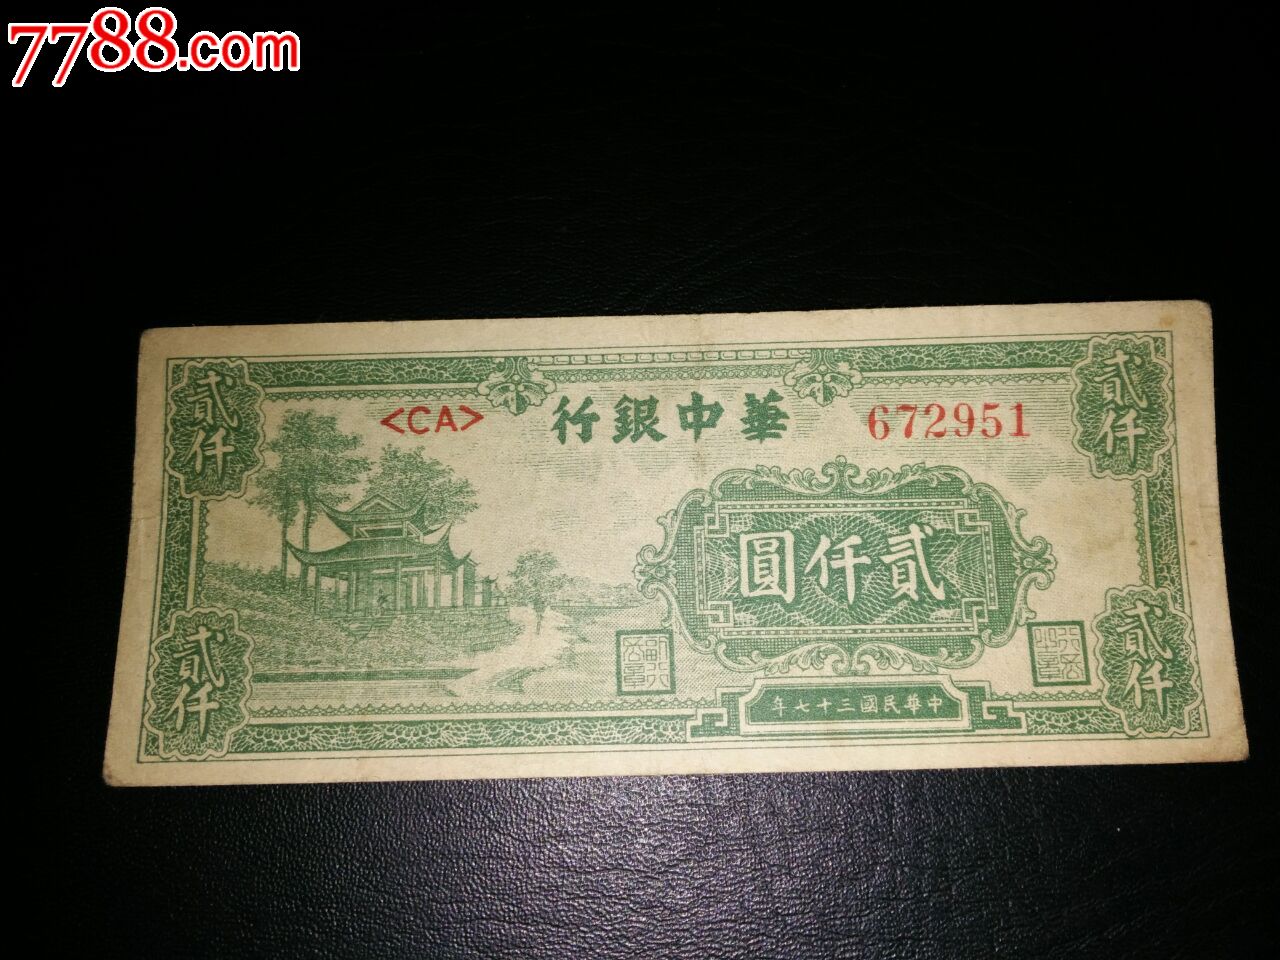 7788.com
貳仟
<CA>
華中銀行
672951
貳仟
貳仟圓
貳仟
中華民國三十七年
貳仟